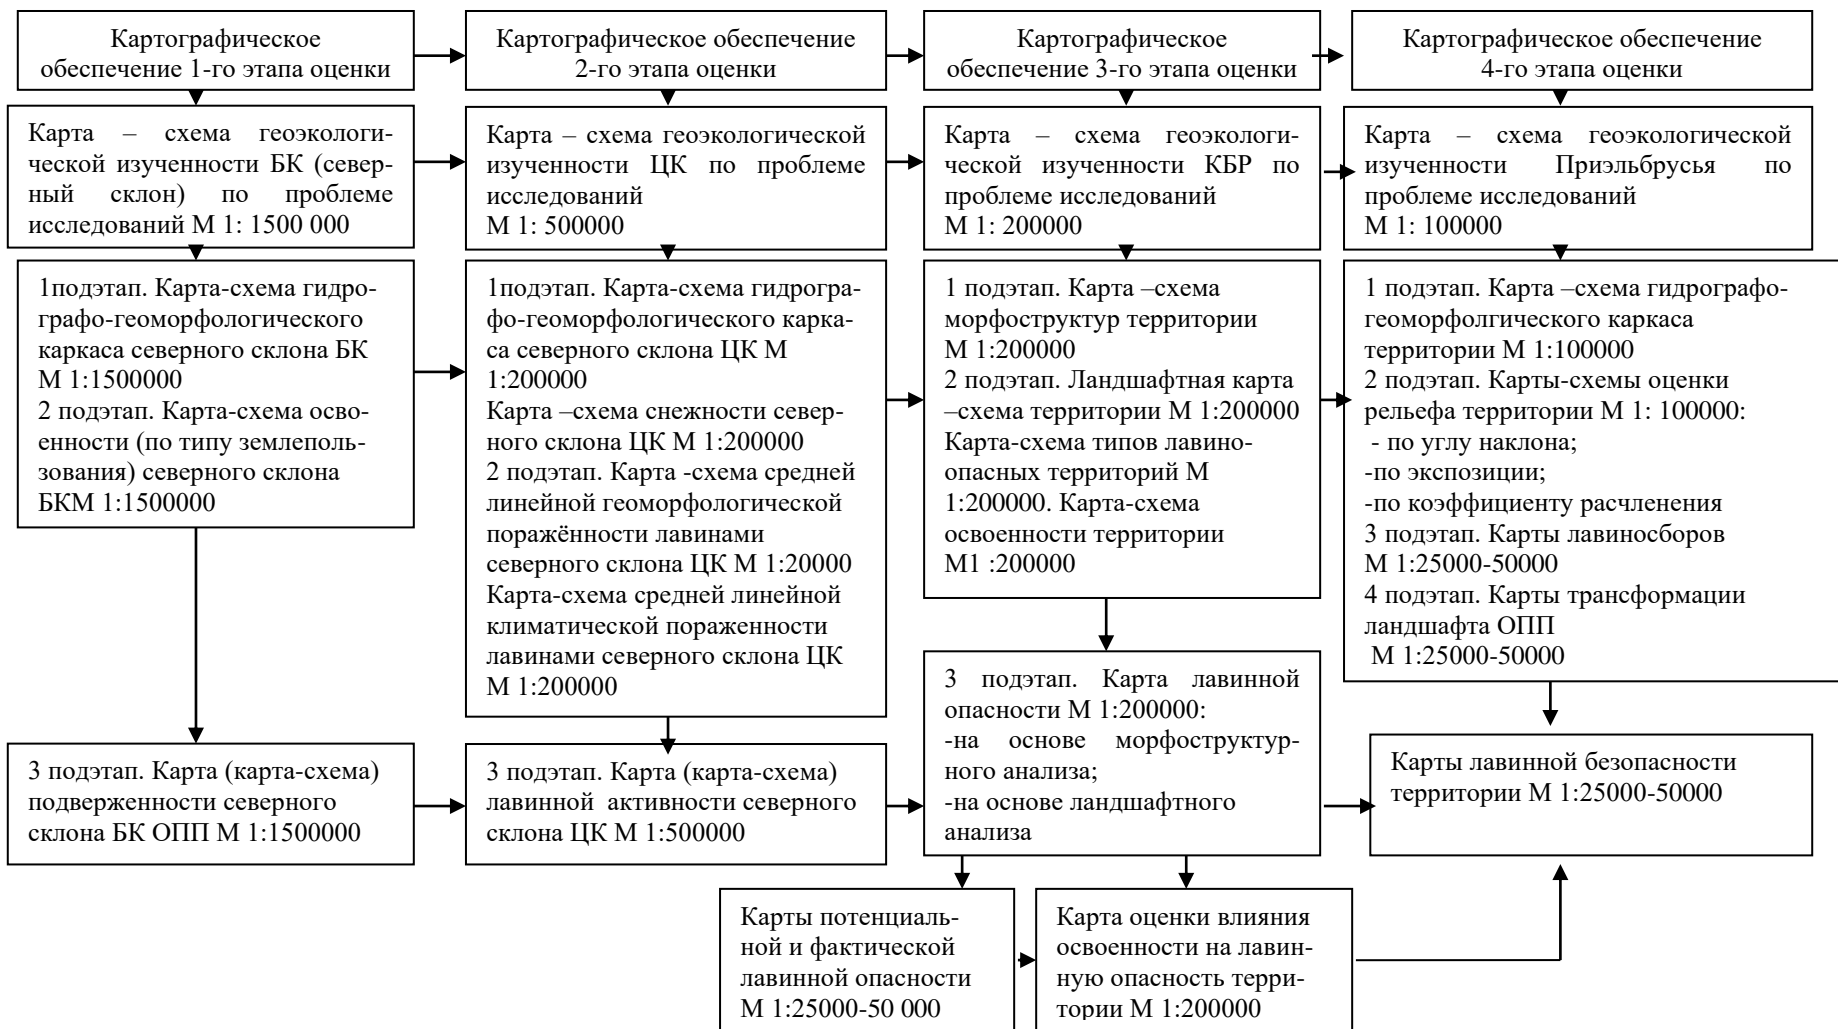 Картографическое
обеспечение 1-го этапа оценки
Картографическое обеспечение
2-го этапа оценки
Картографическое
обеспечение 3-го этапа оценки
Картографическое обеспечение
4-го этапа оценки
Карта – схема геоэкологи-
ческой изученности БК (север-
ный склон) по проблеме
исследований М 1: 1500 000
Карта – схема геоэкологической
изученности ЦК по проблеме
исследований
М 1: 500000
Карта – схема геоэкологи-
ческой изученности КБР по
проблеме исследований
М 1: 200000
Карта – схема геоэкологической
изученности Приэльбрусья по
проблеме исследований
М 1: 100000
1подэтап. Карта-схема гидро-
графо-геоморфологического
каркаса северного склона БК
М 1:1500000
2 подэтап. Карта-схема осво-
енности (по типу землеполь-
зования) северного склона
БКМ 1:1500000
1подэтап. Карта-схема гидрогра-
фо-геоморфологического карка-
са северного склона ЦК М
1:200000
Карта –схема снежности север-
ного склона ЦК М 1:200000
2 подэтап. Карта -схема средней
линейной геоморфологической
поражённости лавинами
северного склона ЦК М 1:20000
Карта-схема средней линейной
климатической пораженности
лавинами северного склона ЦК
М 1:200000
1 подэтап. Карта –схема
морфоструктур территории
М 1:200000
2 подэтап. Ландшафтная карта
–схема территории М 1:200000
Карта-схема типов лавино-
опасных территорий М
1:200000. Карта-схема
освоенности территории
М1 :200000
1 подэтап. Карта –схема гидрографо-
геоморфолгического каркаса
территории М 1:100000
2 подэтап. Карты-схемы оценки
рельефа территории М 1: 100000:
- по углу наклона;
-по экспозиции;
-по коэффициенту расчленения
3 подэтап. Карты лавиносборов
М 1:25000-50000
4 подэтап. Карты трансформации
ландшафта ОПП
М 1:25000-50000
3 подэтап. Карта (карта-схема)
подверженности северного
склона БК ОПП М 1:1500000
3 подэтап. Карта (карта-схема)
лавинной активности северного
склона ЦК М 1:500000
3 подэтап. Карта лавинной
опасности М 1:200000:
-на основе морфоструктур-
ного анализа;
-на основе ландшафтного
анализа
Карты лавинной безопасности
территории М 1:25000-50000
Карты потенциаль-
ной и фактической
лавинной опасности
М 1:25000-50 000
Карта оценки влияния
освоенности на лавин-
ную опасность терри-
тории М 1:200000